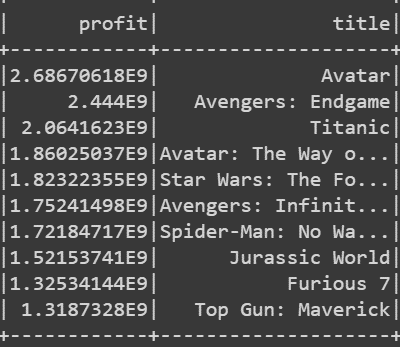 |      profit|               title|
+------------+--------------------+
|2.68670618E9|              Avatar|
|     2.444E9|   Avengers: Endgame|
| 2.0641623E9|             Titanic|
|1.86025037E9|Avatar: The Way o...|
|1.82322355E9|Star Wars: The Fo...|
|1.75241498E9|Avengers: Infinit...|
|1.72184717E9|Spider-Man: No Wa...|
|1.52153741E9|      Jurassic World|
|1.32534144E9|           Furious 7|
| 1.3187328E9|   Top Gun: Maverick|
+------------+--------------------+